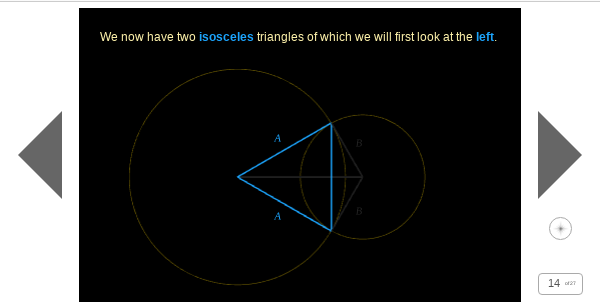 We now have two isosceles triangles of which we will first look at the left.
A
B
A
B
14 of 27